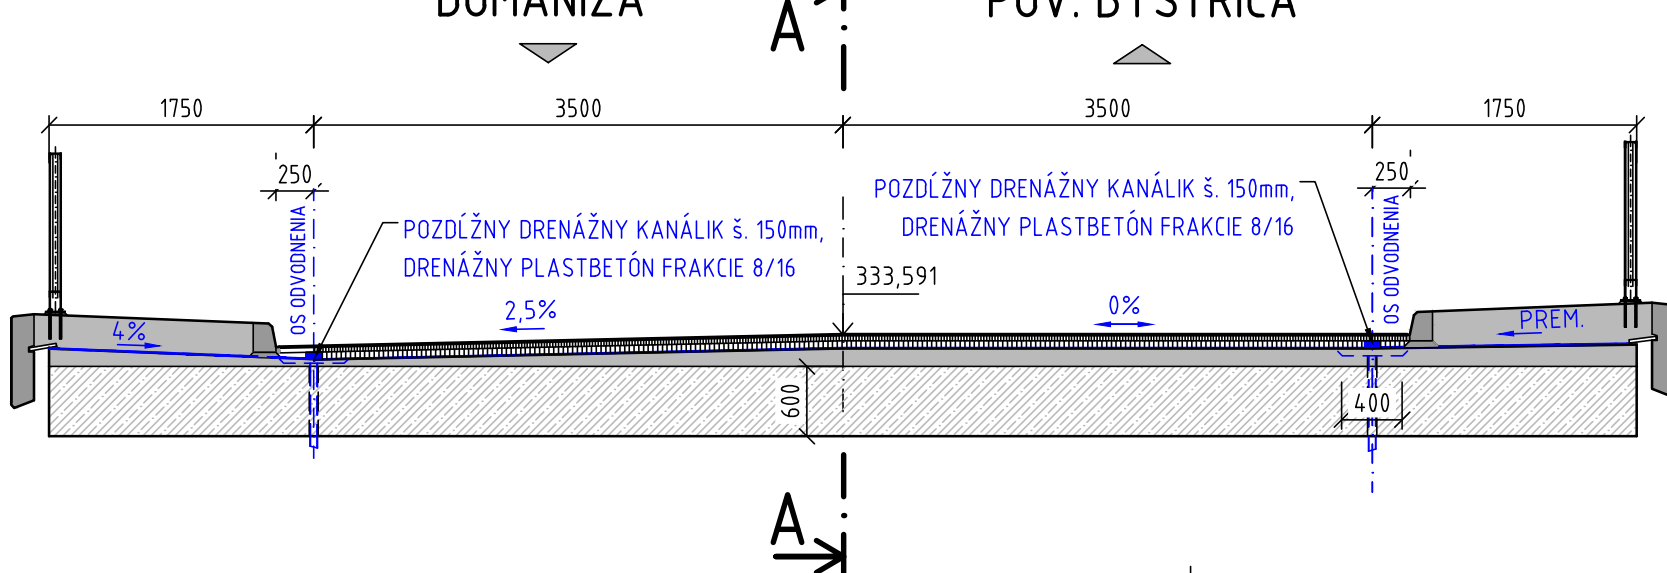 DOMANIŽA
A
POV. BYSTRICA
1750
3500
3500
1750
250
250
OS ODVODNENIA
POZDĹŽNY DRENÁŽNY KANÁLIK š. 150mm,
DRENÁŽNY PLASTBETÓN FRAKCIE 8/16
POZDĹŽNY DRENÁŽNY KANÁLIK š. 150mm,
DRENÁŽNY PLASTBETÓN FRAKCIE 8/16
OS ODVODNENIA
333,591
4%
2,5%
0%
PREM.
600
400
A